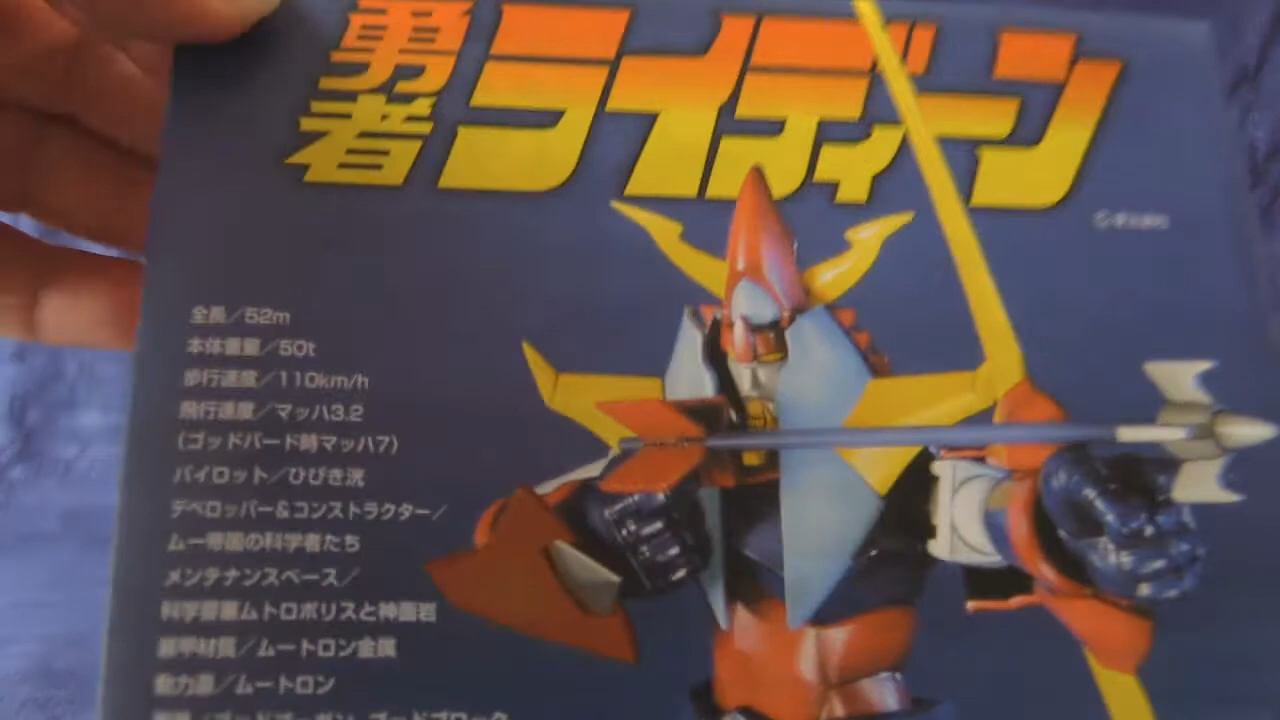 勇者ライディーン
全長／52m
本体重量／50t
歩行速度／110km/h
飛行速度／マッハ3.2
(ゴッドバード時マッハ7)
パイロット／ひびき洸
デベロッパー＆コンストラクター／
ムー帝国の科学者たち
メンテナンスベース／
科学要塞ムトロポリスと神面岩
装甲材質／ムートロン金属
動力源／ムートロン